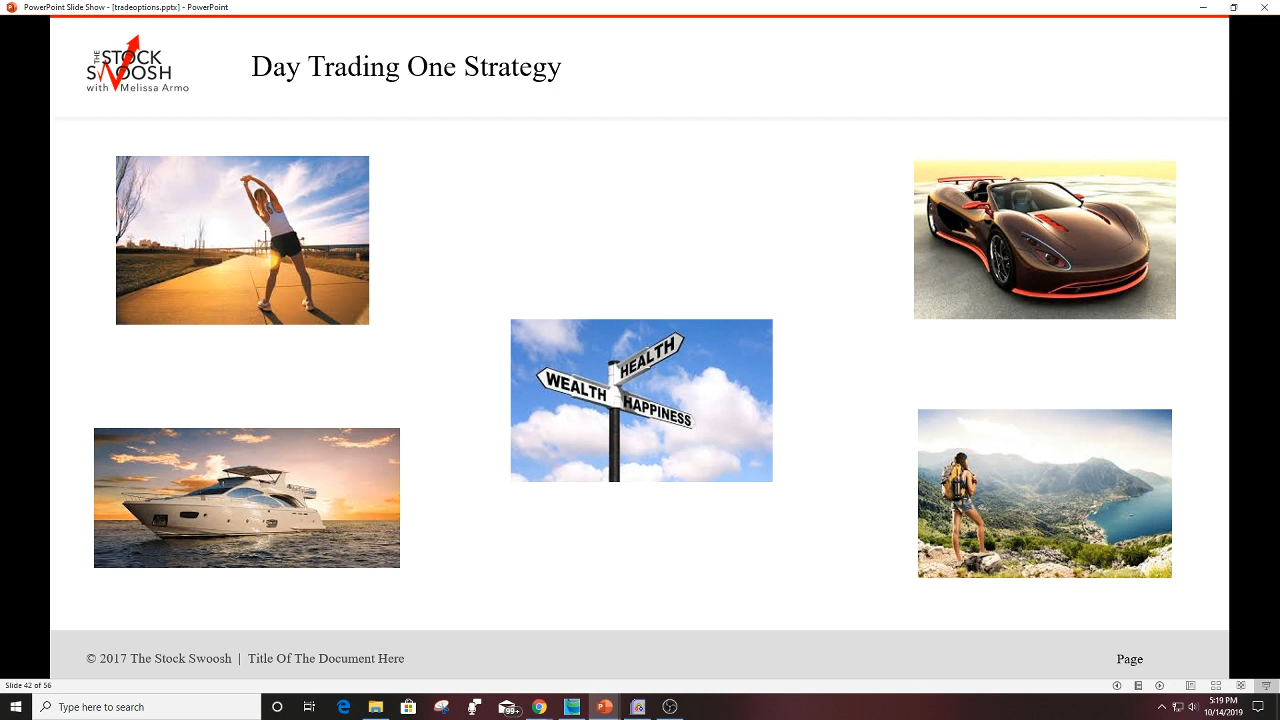 PowerPoint Slide Show - [tradeoptions.pptx] - PowerPoint
THE STOCK
SWOOSH
with Melissa Armo
Day Trading One Strategy
HEALTH
WEALTH
HAPPINESS
© 2017 The Stock Swoosh | Title Of The Document Here
Page
Slide 42 of 56
Type here to search
99+
5:19 PM
10/14/2019